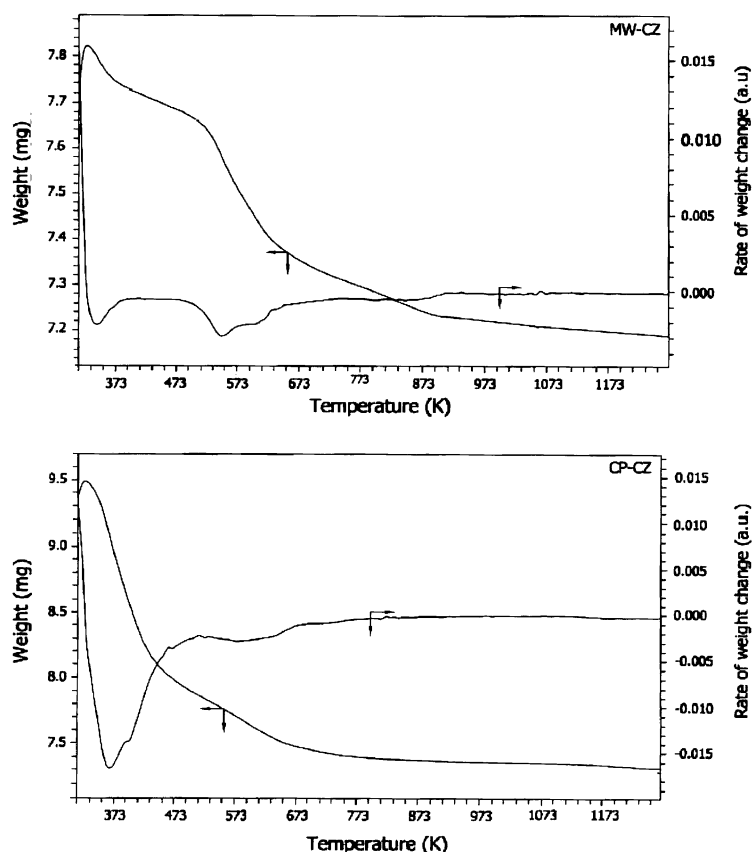 MW-CZ
7.8
7.7
7.6
7.5
7.4
7.3
7.2
Weight (mg)
0.015
0.010
0.005
0.000
Rate of weight change (a.u)
373 473 573 673 773 873 973 1073 1173
Temperature (K)
CP-CZ
9.5
9.0
8.5
8.0
7.5
Weight (mg)
0.015
0.010
0.005
0.000
-0.005
-0.010
-0.015
Rate of weight change (a.u.)
373 473 573 673 773 873 973 1073 1173
Temperature (K)